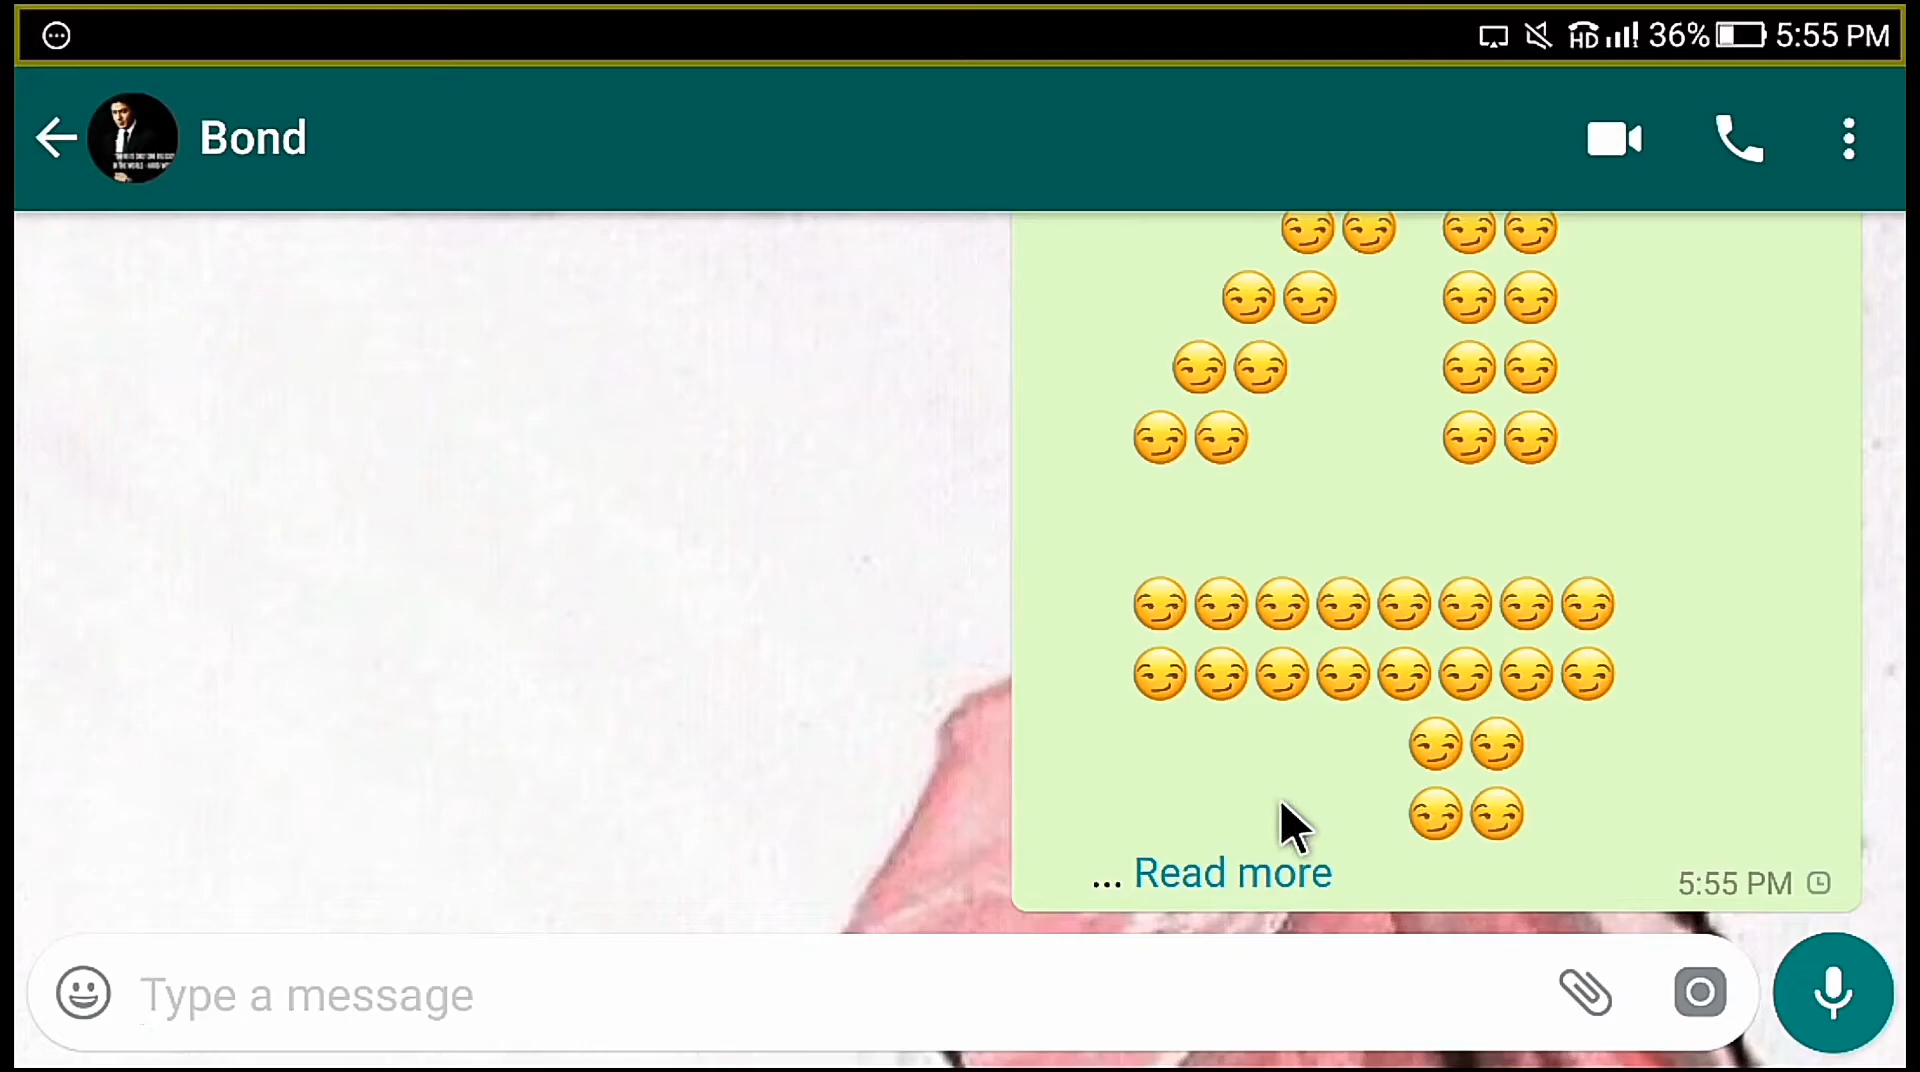 36% 5:55 PM
Bond
... Read more
5:55 PM
Type a message